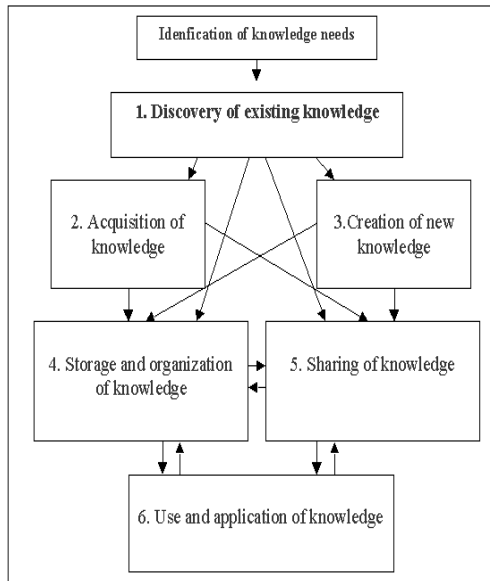 Idenfication of knowledge needs
1. Discovery of existing knowledge
2. Acquisition of
knowledge
3.Creation of new
knowledge
4. Storage and organization
of knowledge
5. Sharing of knowledge
6. Use and application of knowledge